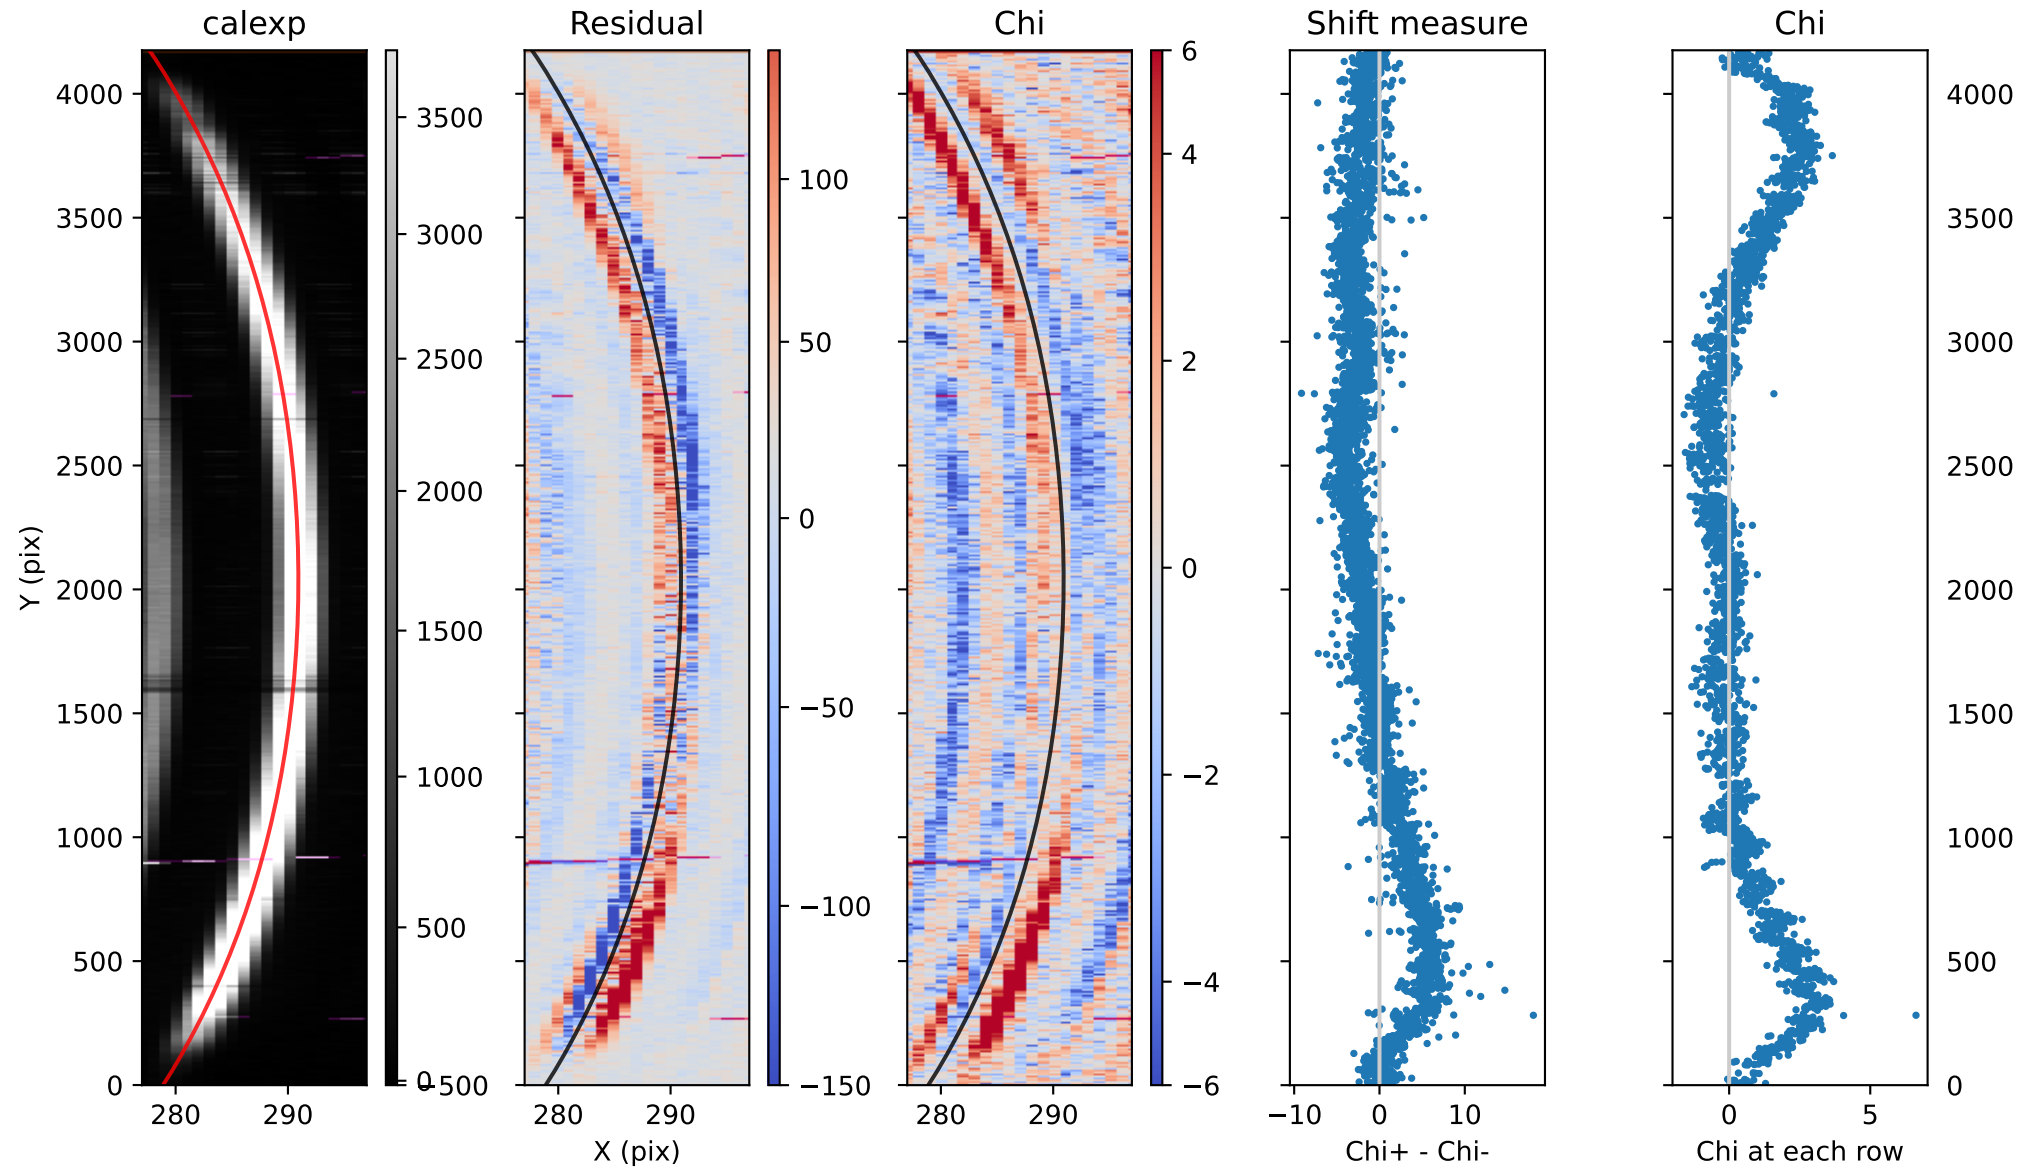 calexp Residual Chi Shift measure Chi
4000 3500 100 6 4000
3500 3000 4 3500
3000 2500 50 2 3000
2500 2000 0 0 2500
2000 2000
Y (pix)
1500 1500 −50 −2 1500
1000 1000 −100 −4 1000
500 500 500
0 0 −500 −150 −6 0
280 290 280 290 280 290 −10 0 10 0 5
X (pix) Chi+ - Chi- Chi at each row